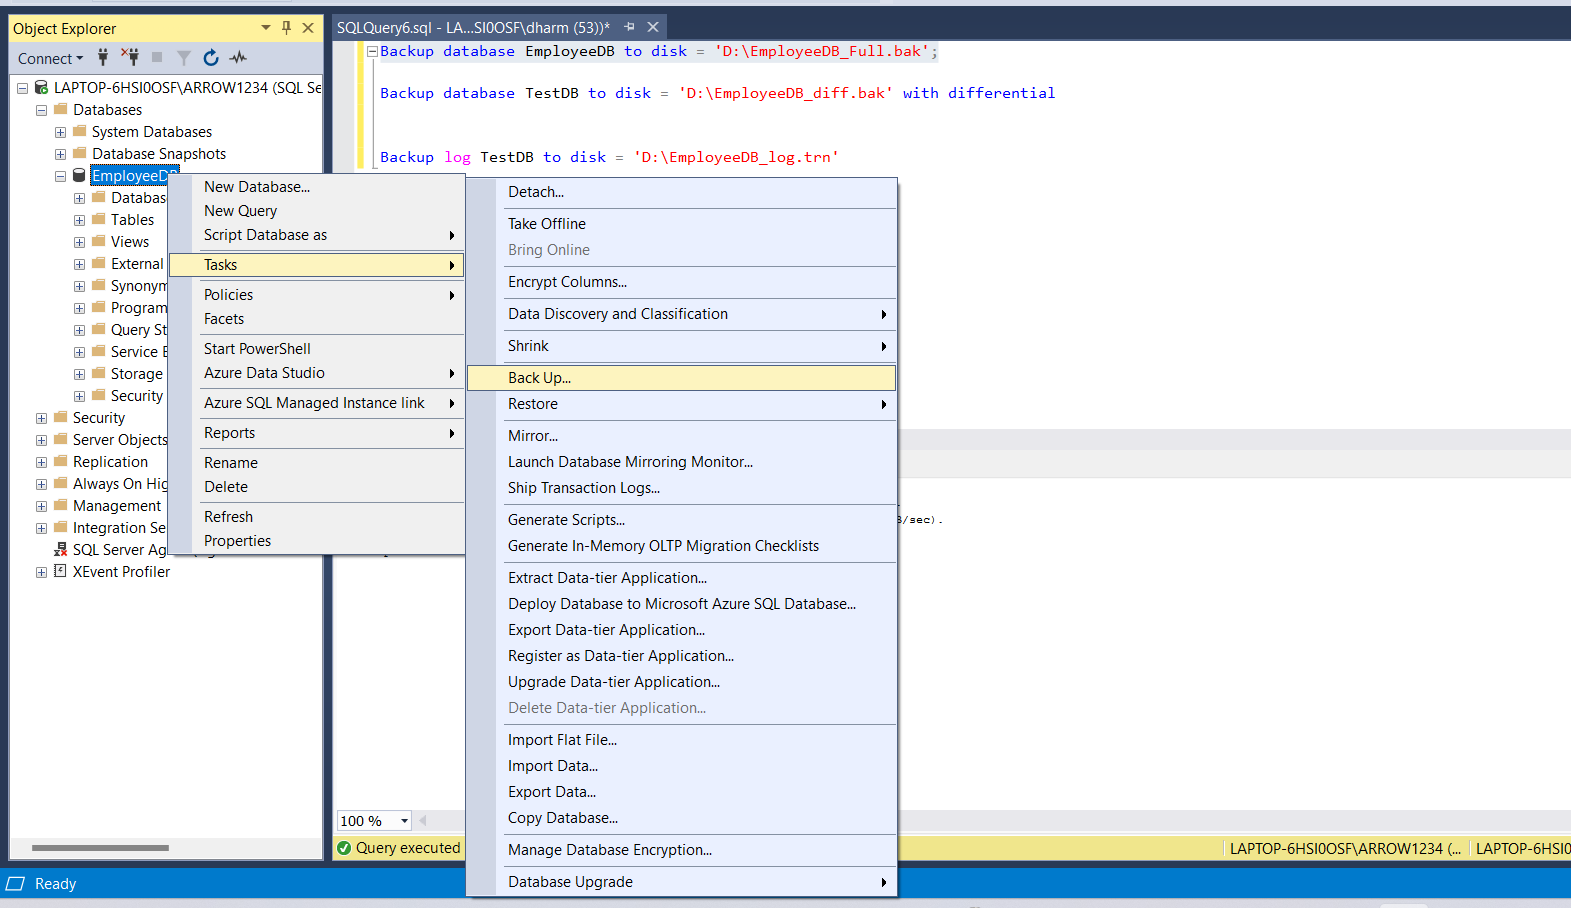 Object Explorer
Connect
LAPTOP-6HSI0OSF\ARROW1234 (SQL Se
Databases
System Databases
Database Snapshots
EmployeeDB
Databas
Tables
Views
External
Synonym
Program
Query St
Service B
Storage
Security
Security
Server Objects
Replication
Always On Hig
Management
Integration Se
SQL Server Ag
XEvent Profiler
SQLQuery6.sql - LA...SI0OSF\dharm (53))*
Backup database EmployeeDB to disk = 'D:\EmployeeDB_Full.bak';
Backup database TestDB to disk = 'D:\EmployeeDB_diff.bak' with differential
Backup log TestDB to disk = 'D:\EmployeeDB_log.trn'
New Database...
New Query
Script Database as
Tasks
Policies
Facets
Start PowerShell
Azure Data Studio
Azure SQL Managed Instance link
Reports
Rename
Delete
Refresh
Properties
Detach...
Take Offline
Bring Online
Encrypt Columns...
Data Discovery and Classification
Shrink
Back Up...
Restore
Mirror...
Launch Database Mirroring Monitor...
Ship Transaction Logs...
Generate Scripts...
Generate In-Memory OLTP Migration Checklists
Extract Data-tier Application...
Deploy Database to Microsoft Azure SQL Database...
Export Data-tier Application...
Register as Data-tier Application...
Upgrade Data-tier Application...
Delete Data-tier Application...
Import Flat File...
Import Data...
Export Data...
Copy Database...
Manage Database Encryption...
Database Upgrade
/sec).
100 %
Query executed
LAPTOP-6HSI0OSF\ARROW1234 (...
LAPTOP-6HSI0
Ready